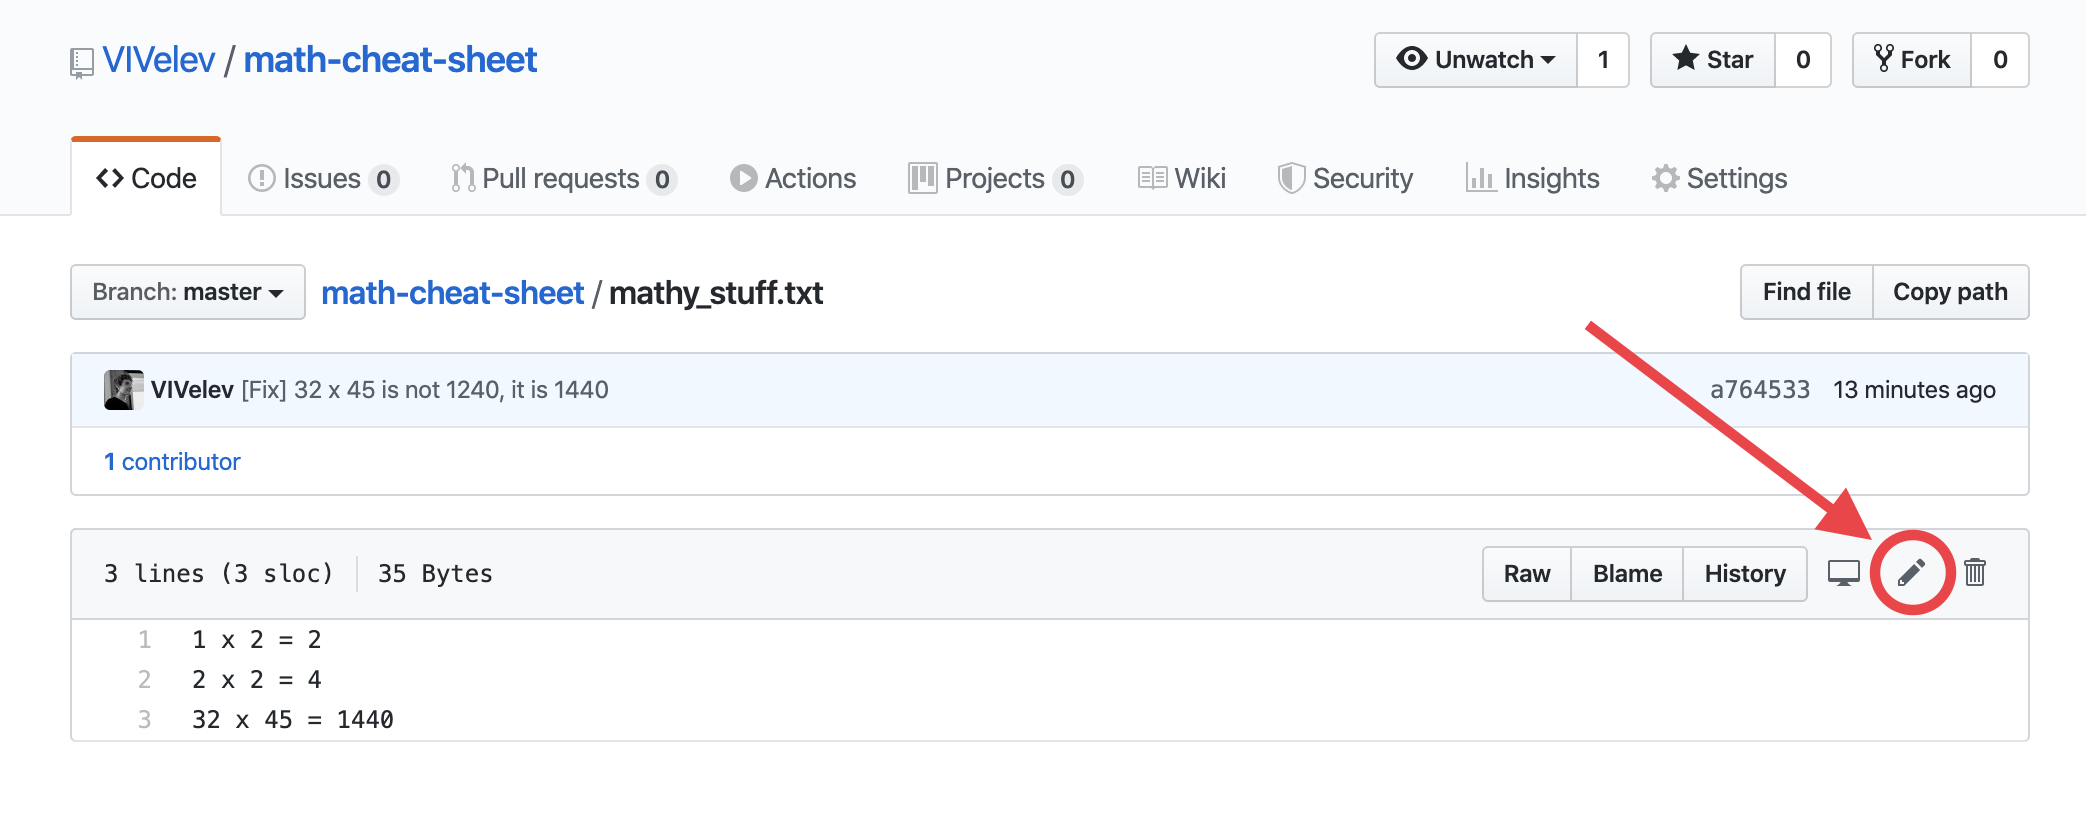 VIVelev / math-cheat-sheet
Unwatch 1 Star 0 Fork 0
Code Issues 0 Pull requests 0 Actions Projects 0 Wiki Security Insights Settings
Branch: master math-cheat-sheet / mathy_stuff.txt Find file Copy path
VIVelev [Fix] 32 x 45 is not 1240, it is 1440 a764533 13 minutes ago
1 contributor
3 lines (3 sloc) 35 Bytes Raw Blame History
1 1 x 2 = 2
2 2 x 2 = 4
3 32 x 45 = 1440